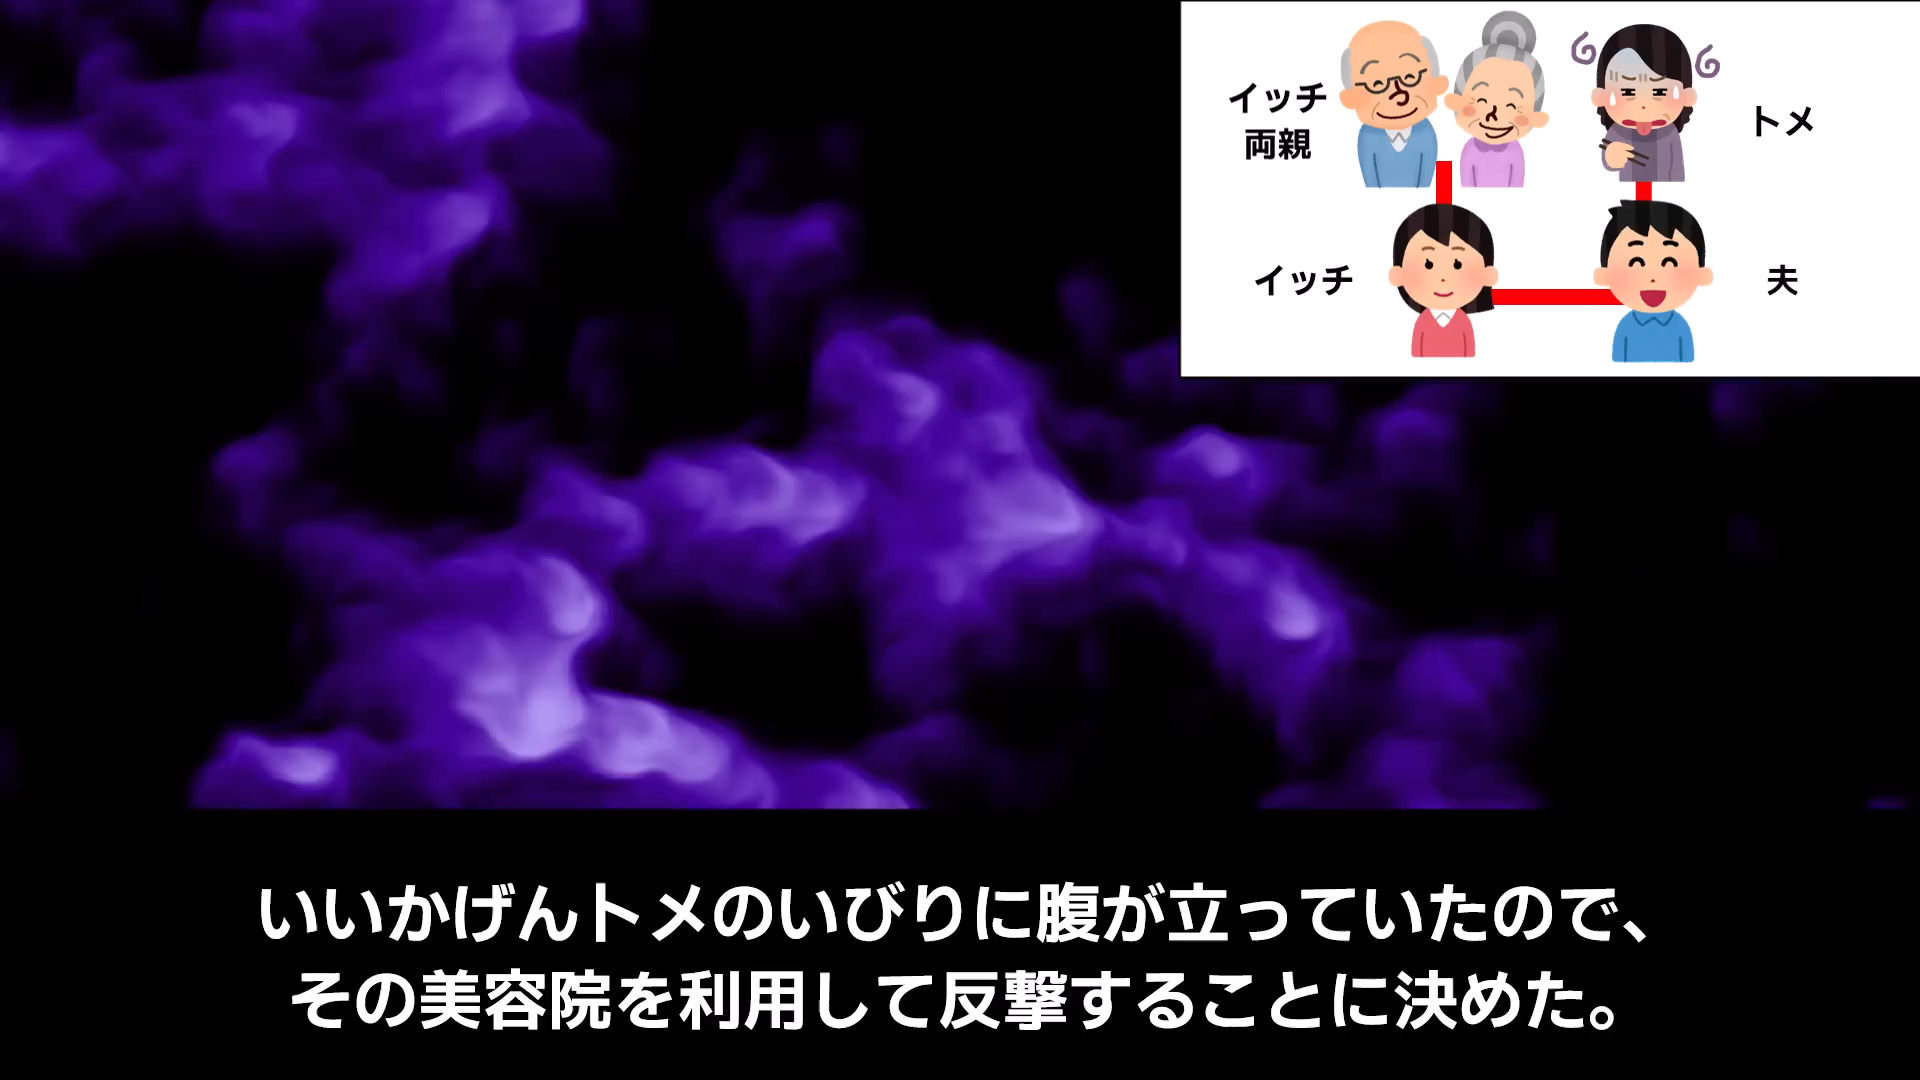 イッチ
両親
トメ
イッチ
夫
いいかげんトメのいびりに腹が立っていたので、
その美容院を利用して反撃することに決めた。